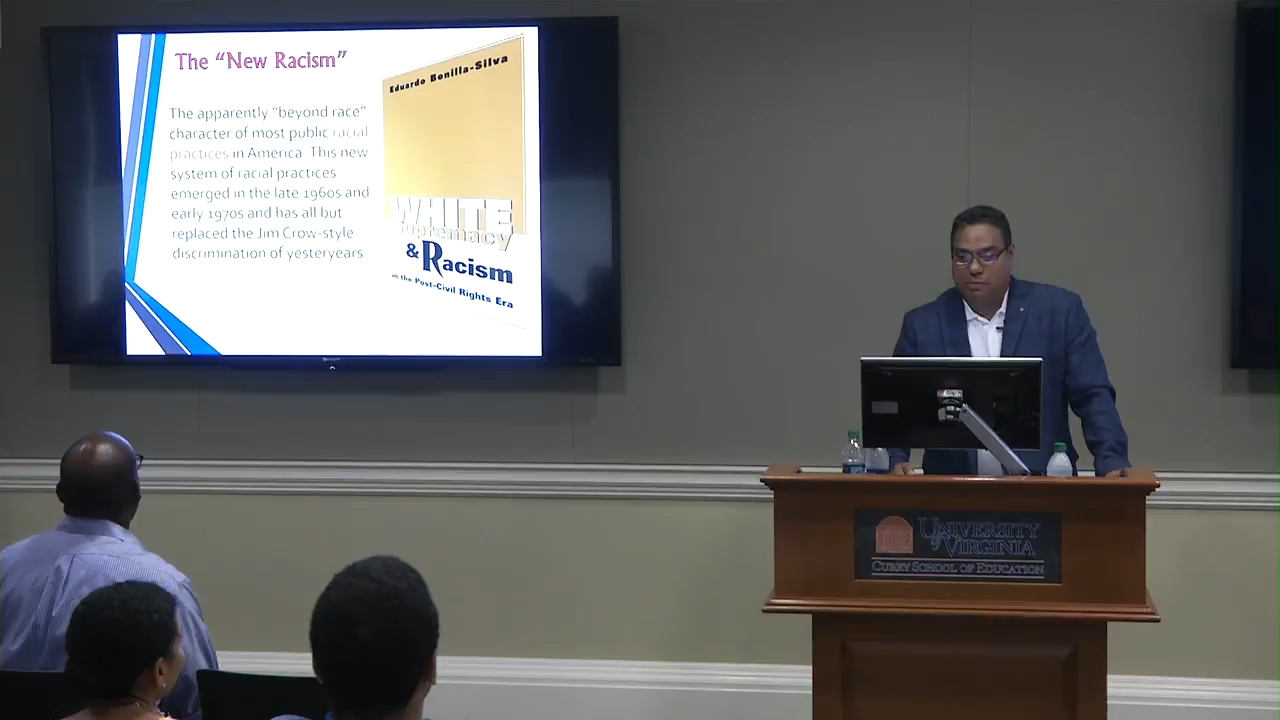 The “New Racism”
The apparently “beyond race”
character of most public racial
practices in America. This new
system of racial practices
emerged in the late 1960s and
early 1970s and has all but
replaced the Jim Crow-style
discrimination of yesteryears
Eduardo Bonilla-Silva
WHITE
supremacy
& Racism
in the Post-Civil Rights Era
UNIVERSITY
of VIRGINIA
CURRY SCHOOL OF EDUCATION